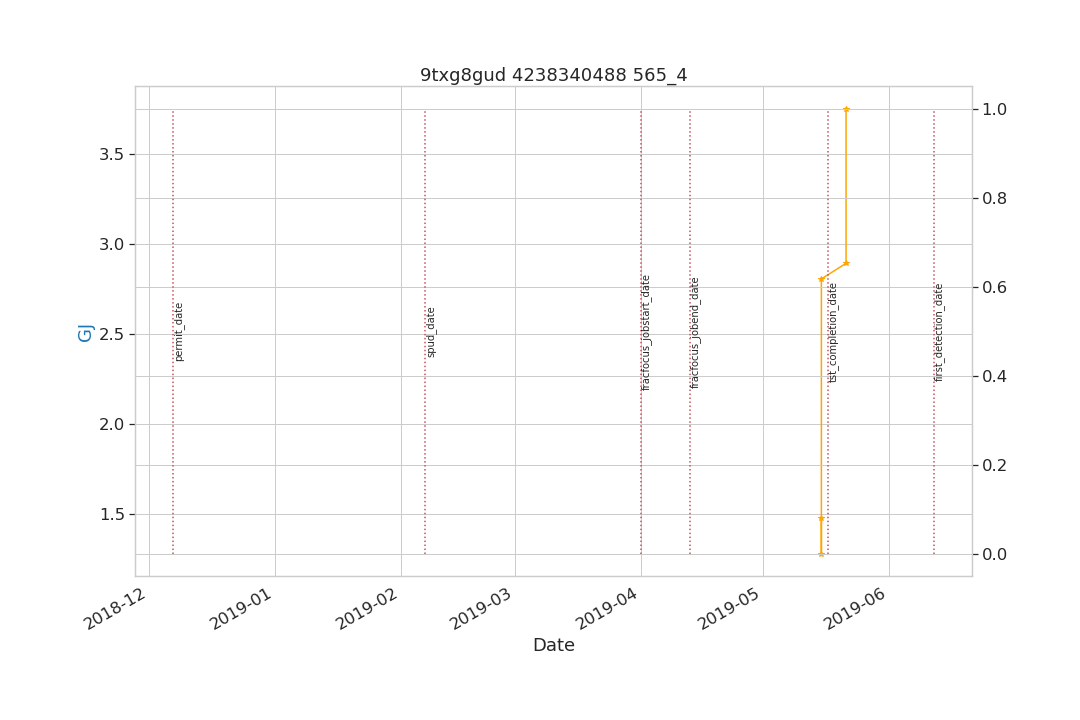 9txg8gud 4238340488 565_4
GJ
3.5
3.0
2.5
2.0
1.5
1.0
0.8
0.6
0.4
0.2
0.0
permit_date
spud_date
fracfocus_jobstart_date
fracfocus_jobend_date
tst_completion_date
first_detection_date
2018-12
2019-01
2019-02
2019-03
2019-04
2019-05
2019-06
Date